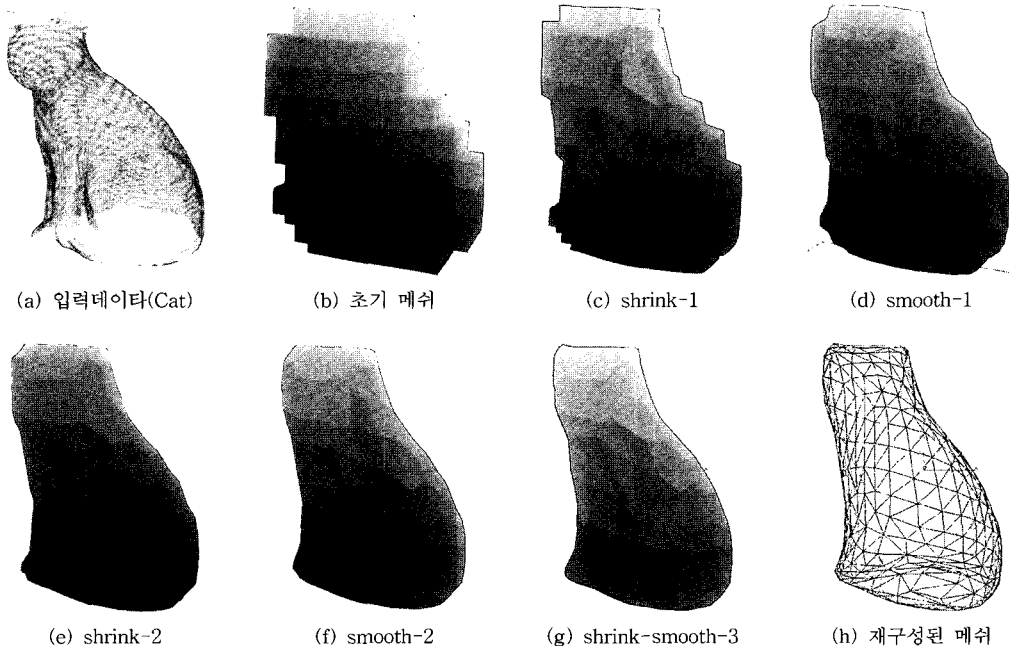 (a) 입력데이타(Cat)
(b) 초기 메쉬
(c) shrink-1
(d) smooth-1
(e) shrink-2
(f) smooth-2
(g) shrink-smooth-3
(h) 재구성된 메쉬